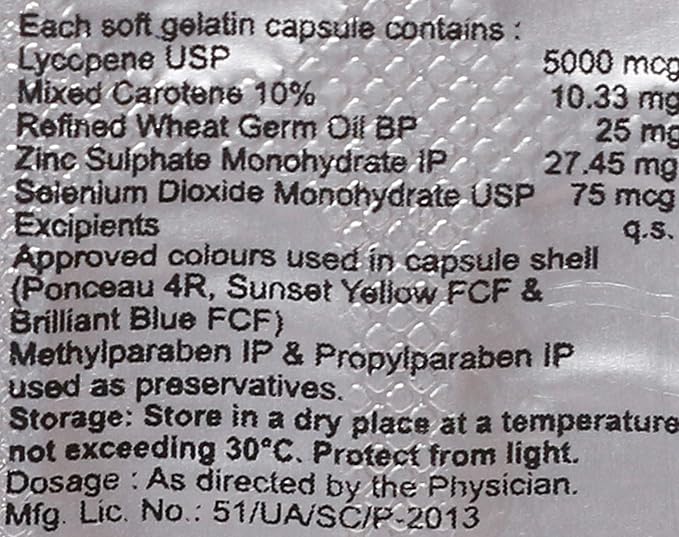 Each soft gelatin capsule contains :
Lycopene USP 5000 mcg
Mixed Carotene 10% 10.33 mg
Refined Wheat Germ Oil BP 25 mg
Zinc Sulphate Monohydrate IP 27.45 mg
Selenium Dioxide Monohydrate USP 75 mcg
Excipients q.s.
Approved colours used in capsule shell
(Ponceau 4R, Sunset Yellow FCF &
Brilliant Blue FCF)
Methylparaben IP & Propylparaben IP
used as preservatives.
Storage: Store in a dry place at a temperature
not exceeding 30°C. Protect from light.
Dosage : As directed by the Physician.
Mfg. Lic. No.: 51/UA/SC/P-2013